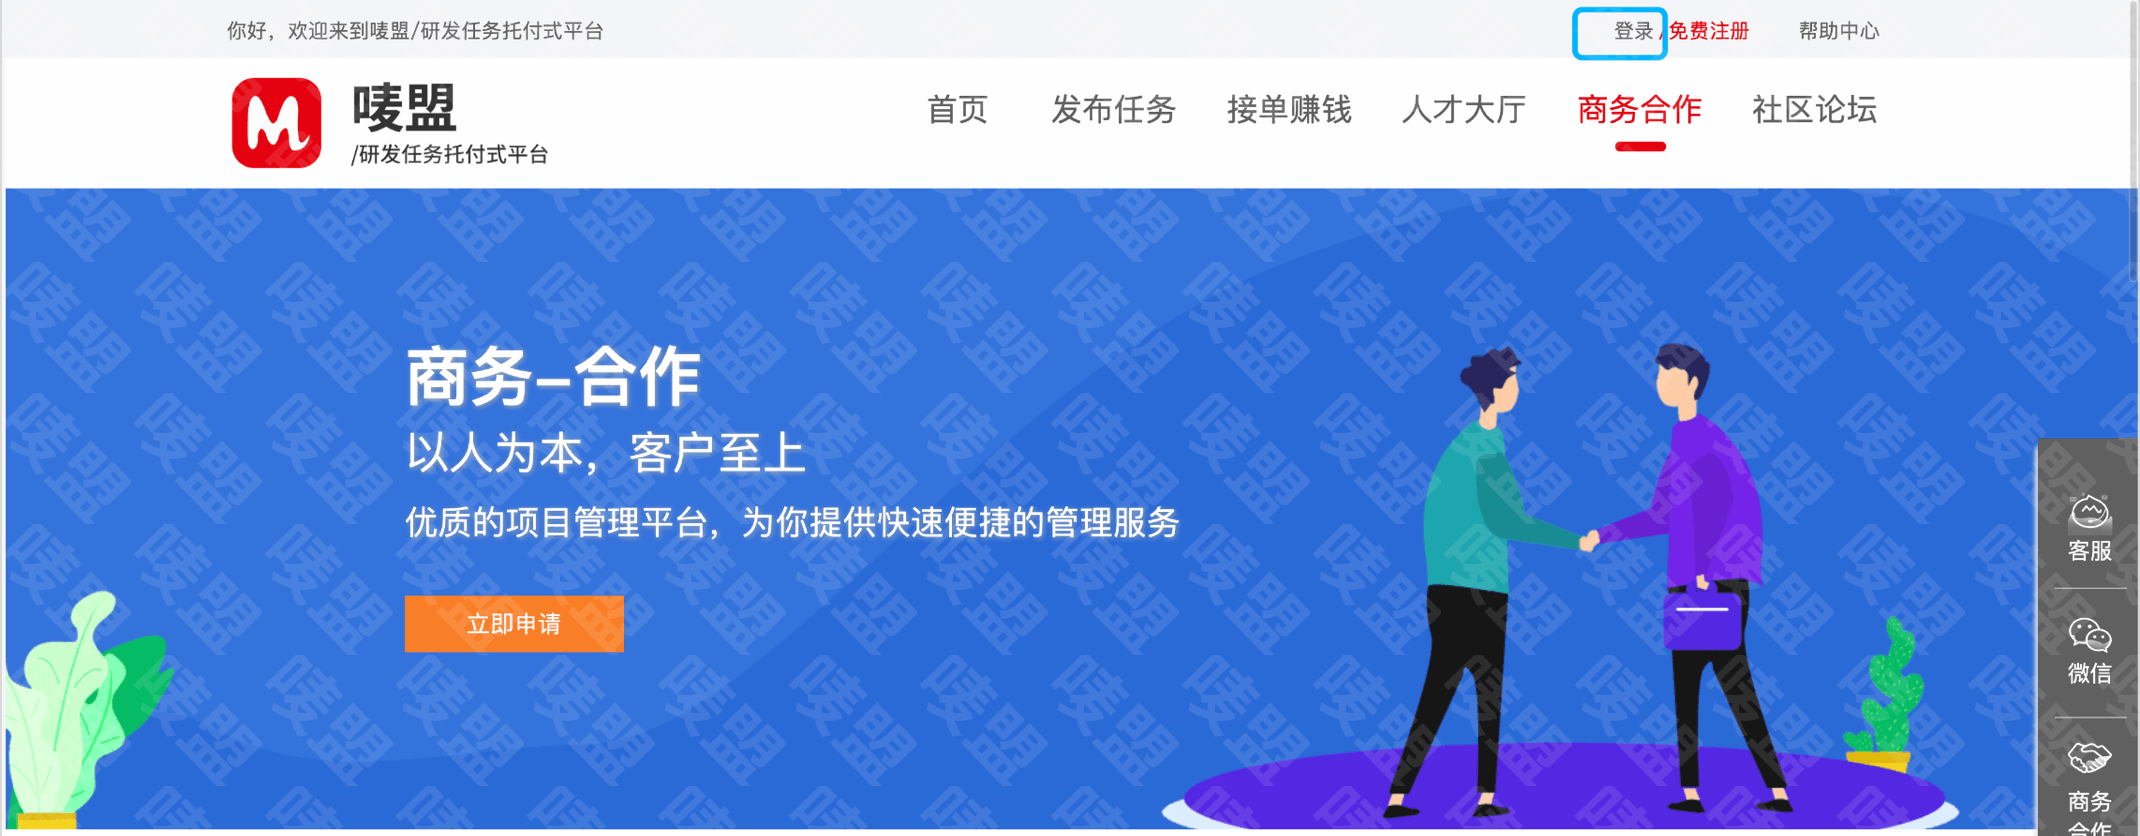 你好，欢迎来到唛盟/研发任务托付式平台
登录 /免费注册 帮助中心
唛盟
/研发任务托付式平台
首页 发布任务 接单赚钱 人才大厅 商务合作 社区论坛
商务–合作
以人为本，客户至上
优质的项目管理平台，为你提供快速便捷的管理服务
立即申请
客服
微信
商务
合作